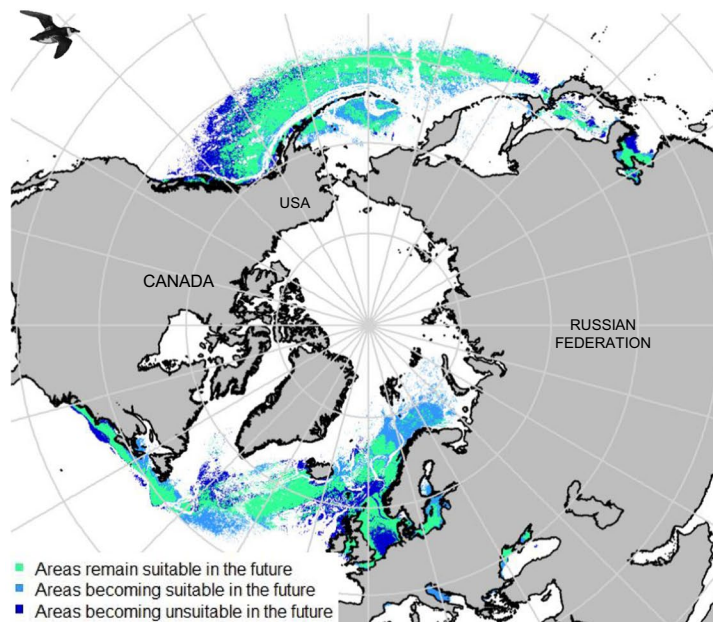 USA
CANADA
RUSSIAN
FEDERATION
Areas remain suitable in the future
Areas becoming suitable in the future
Areas becoming unsuitable in the future